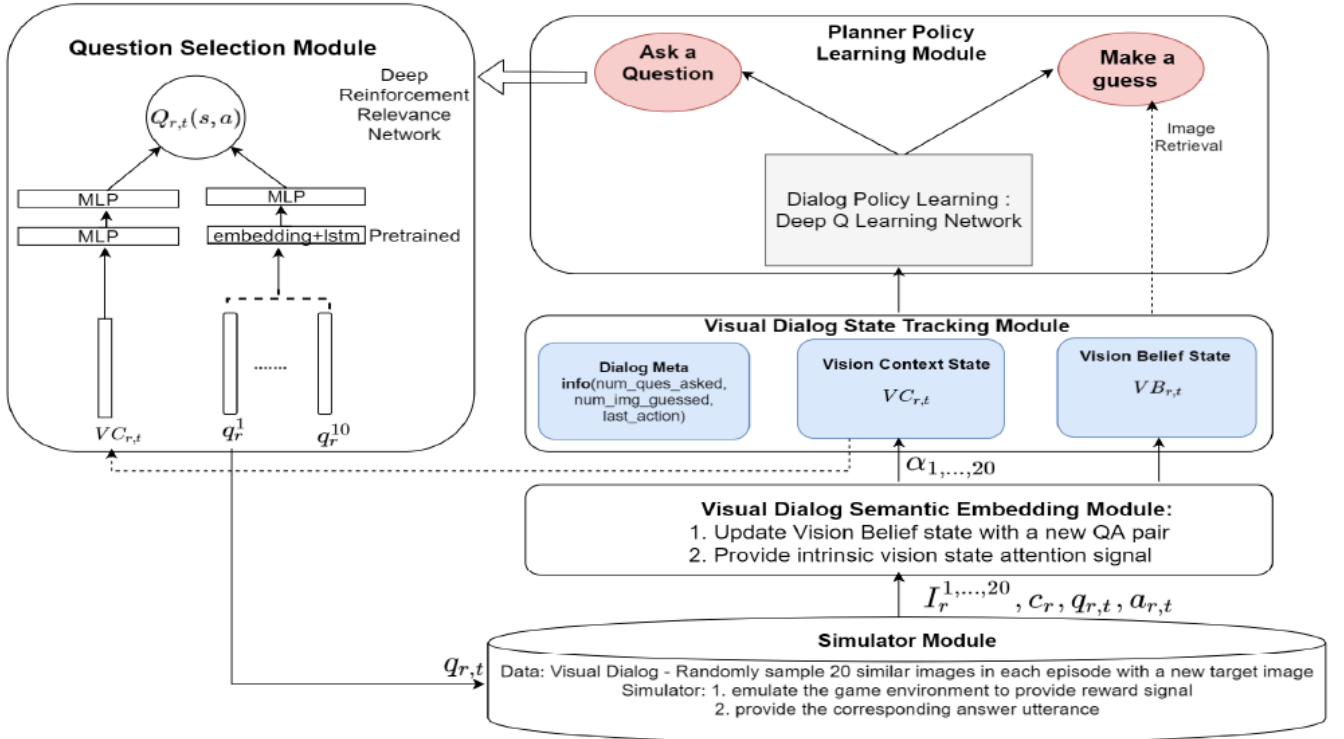 Question Selection Module
Deep
Reinforcement
Relevance
Network
Q_{r,t}(s, a)
MLP
MLP
MLP
embedding+lstm
Pretrained
.......
VC_{r,t}
q_r^1
q_r^{10}
Planner Policy
Learning Module
Ask a
Question
Make a
guess
Image
Retrieval
Dialog Policy Learning :
Deep Q Learning Network
Visual Dialog State Tracking Module
Dialog Meta
info(num_ques_asked,
num_img_guessed,
last_action)
Vision Context State
VC_{r,t}
Vision Belief State
VB_{r,t}
α_{1,...,20}
Visual Dialog Semantic Embedding Module:
1. Update Vision Belief state with a new QA pair
2. Provide intrinsic vision state attention signal
I_r^{1,...,20}, c_r, q_{r,t}, a_{r,t}
q_{r,t}
Simulator Module
Data: Visual Dialog - Randomly sample 20 similar images in each episode with a new target image
Simulator: 1. emulate the game environment to provide reward signal
2. provide the corresponding answer utterance